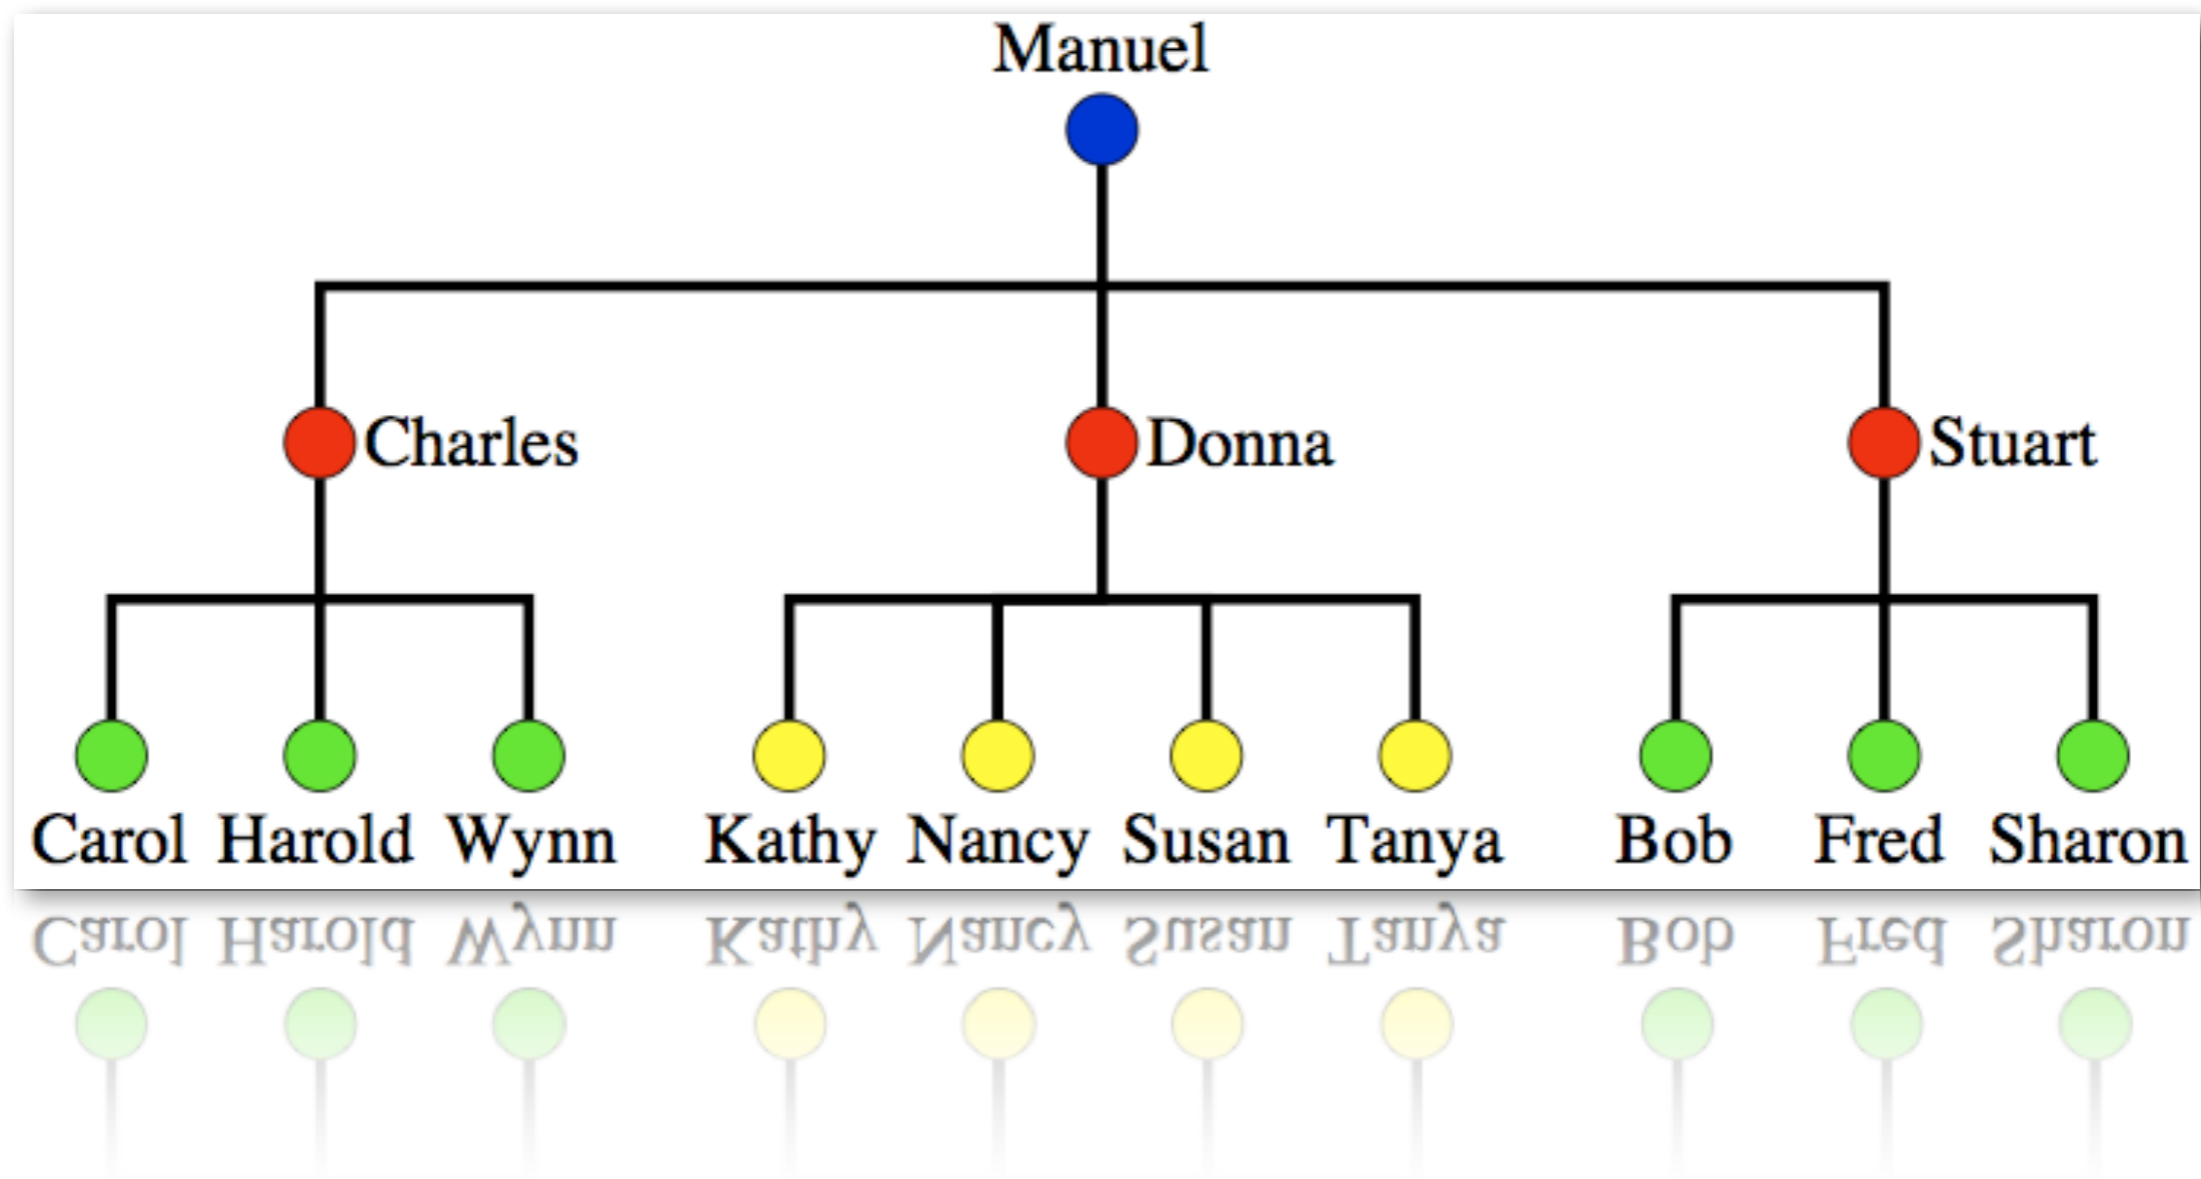 Manuel
Charles Donna Stuart
Carol Harold Wynn Kathy Nancy Susan Tanya Bob Fred Sharon